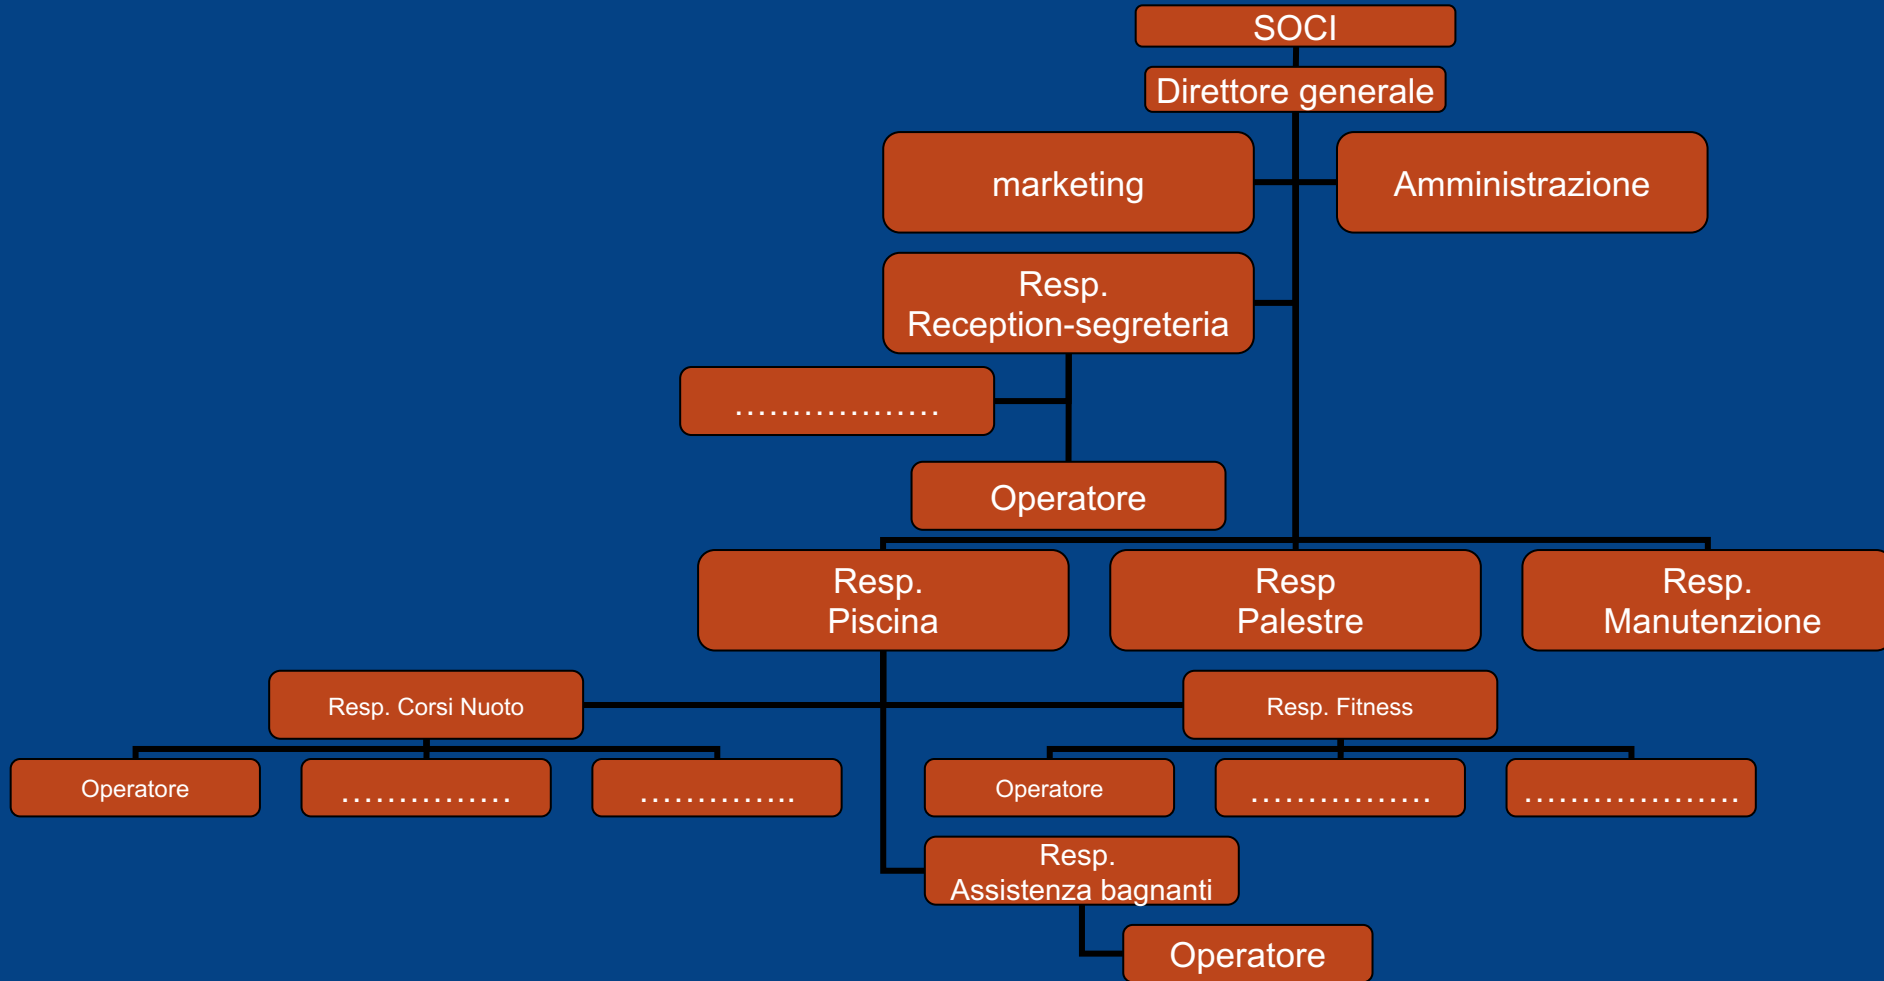 SOCI
Direttore generale
marketing
Amministrazione
Resp.
Reception-segreteria
………………
Operatore
Resp.
Piscina
Resp
Palestre
Resp.
Manutenzione
Resp. Corsi Nuoto
Resp. Fitness
Operatore
……………
…………..
Operatore
…………….
……………….
Resp.
Assistenza bagnanti
Operatore